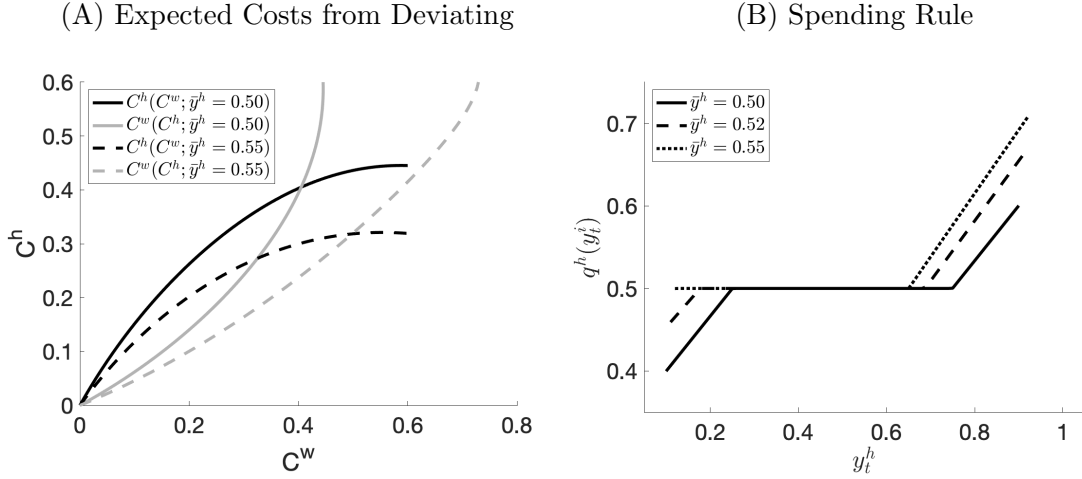 (A) Expected Costs from Deviating
C^h(C^w; ȳ^h = 0.50)
C^w(C^h; ȳ^h = 0.50)
C^h(C^w; ȳ^h = 0.55)
C^w(C^h; ȳ^h = 0.55)
0.6
0.5
0.4
0.3
0.2
0.1
0
C^h
0 0.2 0.4 0.6 0.8
C^w
(B) Spending Rule
ȳ^h = 0.50
ȳ^h = 0.52
ȳ^h = 0.55
0.7
0.6
0.5
0.4
q^h(y_t^i)
0.2 0.4 0.6 0.8 1
y_t^h